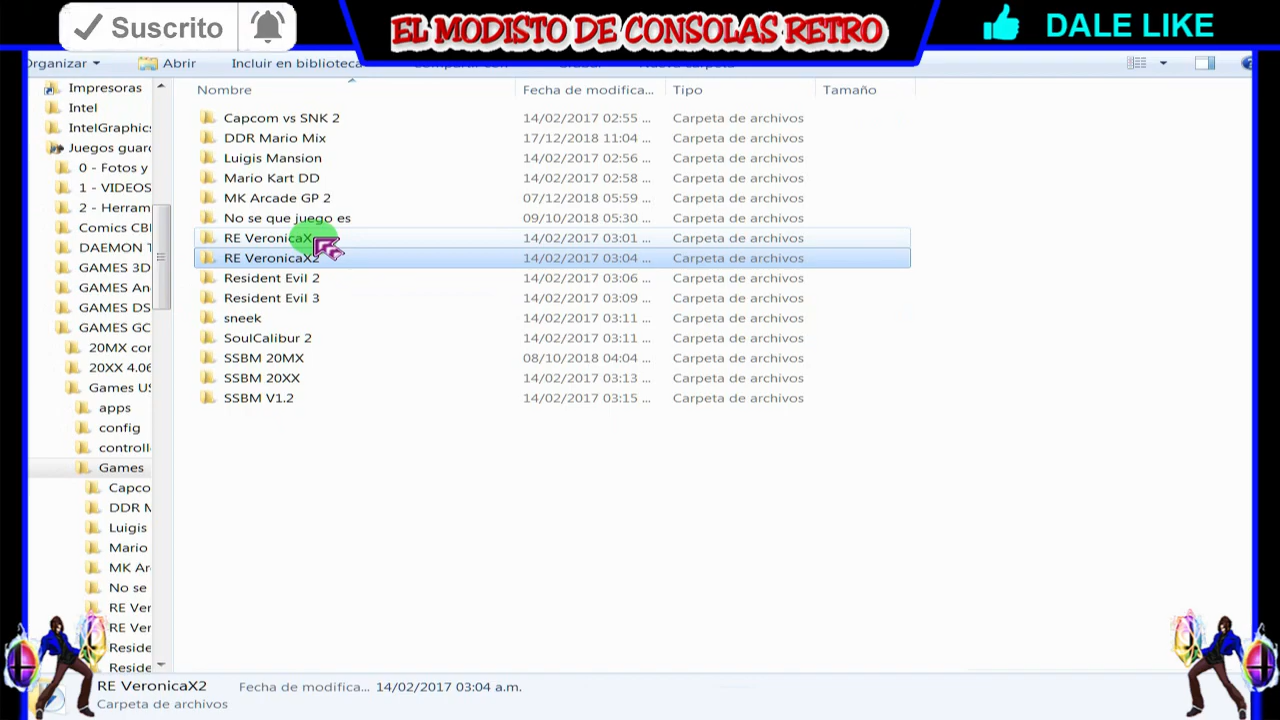 Suscrito
EL MODISTO DE CONSOLAS RETRO
DALE LIKE
Organizar
Abrir
Incluir en biblioteca
Nombre
Fecha de modifica...
Tipo
Tamaño
Impresoras
Intel
IntelGraphics
Juegos guar
0 - Fotos y
1 - VIDEOS
2 - Herram
Comics CB
DAEMON T
GAMES 3D
GAMES An
GAMES DS
GAMES GC
20MX cor
20XX 4.06
Games US
apps
config
controll
Games
Capco
DDR M
Luigis
Mario
MK Ar
No se
RE Ver
RE Ver
Reside
Reside
Capcom vs SNK 2 14/02/2017 02:55 ... Carpeta de archivos
DDR Mario Mix 17/12/2018 11:04 ... Carpeta de archivos
Luigis Mansion 14/02/2017 02:56 ... Carpeta de archivos
Mario Kart DD 14/02/2017 02:58 ... Carpeta de archivos
MK Arcade GP 2 07/12/2018 05:59 ... Carpeta de archivos
No se que juego es 09/10/2018 05:30 ... Carpeta de archivos
RE VeronicaX 14/02/2017 03:01 ... Carpeta de archivos
RE VeronicaX2 14/02/2017 03:04 ... Carpeta de archivos
Resident Evil 2 14/02/2017 03:06 ... Carpeta de archivos
Resident Evil 3 14/02/2017 03:09 ... Carpeta de archivos
sneek 14/02/2017 03:11 ... Carpeta de archivos
SoulCalibur 2 14/02/2017 03:11 ... Carpeta de archivos
SSBM 20MX 08/10/2018 04:04 ... Carpeta de archivos
SSBM 20XX 14/02/2017 03:13 ... Carpeta de archivos
SSBM V1.2 14/02/2017 03:15 ... Carpeta de archivos
RE VeronicaX2 Fecha de modifica... 14/02/2017 03:04 a.m.
Carpeta de archivos